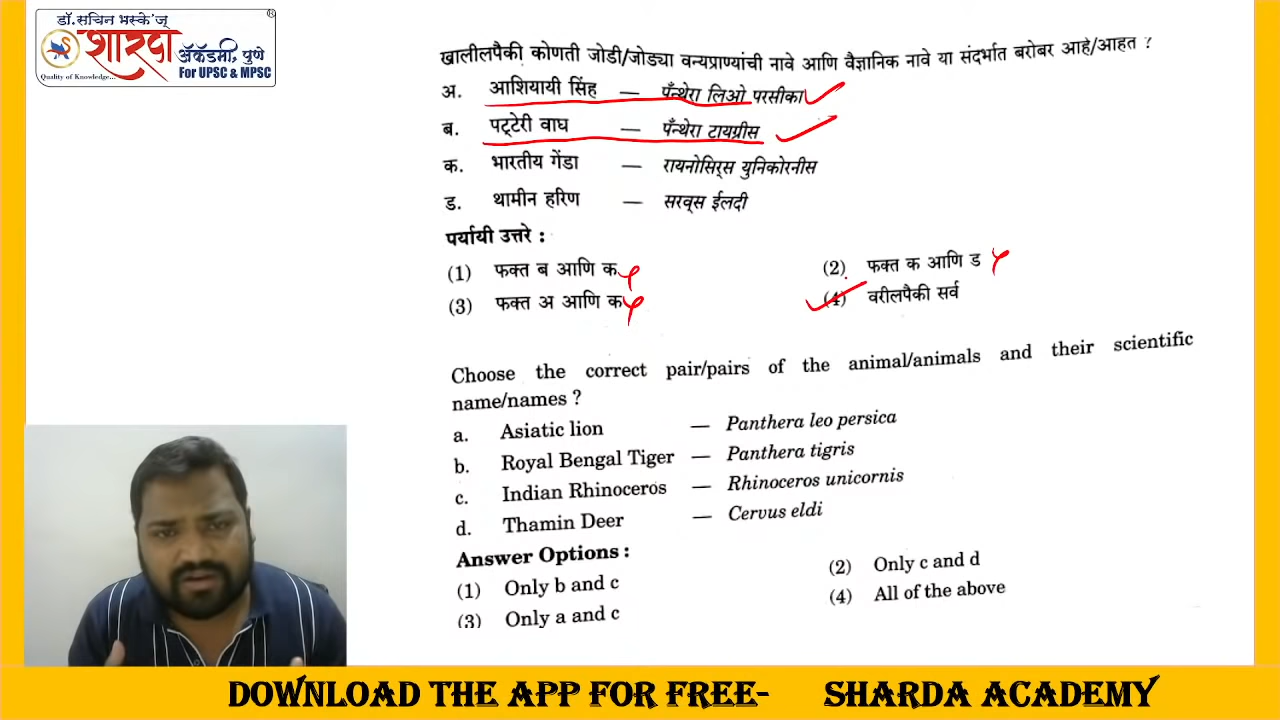 डॉ.सचिन भस्के'ज्
®
शारदा
ॲकॅडमी, पुणे
Quality of Knowledge...
For UPSC & MPSC
खालीलपैकी कोणती जोडी/जोड्या वन्यप्राण्यांची नावे आणि वैज्ञानिक नावे या संदर्भात बरोबर आहे/आहत ?
अ. आशियायी सिंह — पँन्थेरा लिओ परसीका
ब. पट्टेरी वाघ — पँन्थेरा टायग्रीस
क. भारतीय गेंडा — रायनोसिर्स युनिकोरनीस
ड. थामीन हरिण — सरव्स ईलदी
पर्यायी उत्तरे :
(1) फक्त ब आणि क (2) फक्त क आणि ड
(3) फक्त अ आणि क (4) वरीलपैकी सर्व
Choose the correct pair/pairs of the animal/animals and their scientific
name/names ?
a. Asiatic lion — Panthera leo persica
b. Royal Bengal Tiger — Panthera tigris
c. Indian Rhinoceros — Rhinoceros unicornis
d. Thamin Deer — Cervus eldi
Answer Options :
(1) Only b and c (2) Only c and d
(3) Only a and c (4) All of the above
DOWNLOAD THE APP FOR FREE- SHARDA ACADEMY